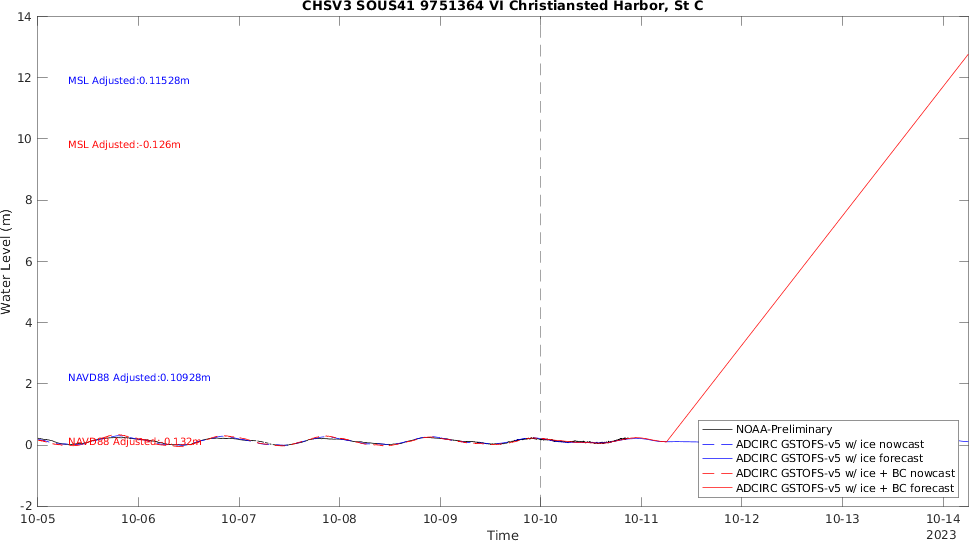 CHSV3 SOUS41 9751364 VI Christiansted Harbor, St C
14
12
10
8
6
4
2
0
-2
Water Level (m)
MSL Adjusted:0.11528m
MSL Adjusted:-0.126m
NAVD88 Adjusted:0.10928m
NAVD88 Adjusted:-0.132m
NOAA-Preliminary
ADCIRC GSTOFS-v5 w/ ice nowcast
ADCIRC GSTOFS-v5 w/ ice forecast
ADCIRC GSTOFS-v5 w/ ice + BC nowcast
ADCIRC GSTOFS-v5 w/ ice + BC forecast
10-05 10-06 10-07 10-08 10-09 10-10 10-11 10-12 10-13 10-14
2023
Time